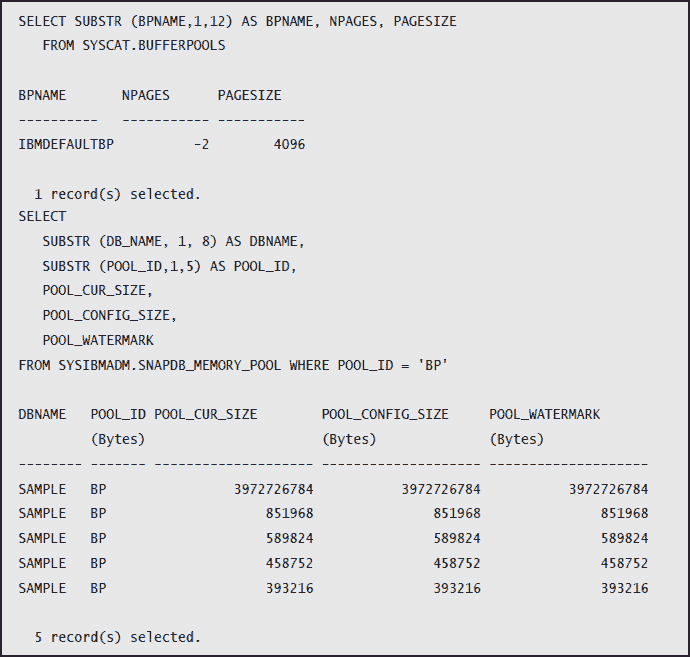 SELECT SUBSTR (BPNAME,1,12) AS BPNAME, NPAGES, PAGESIZE
   FROM SYSCAT.BUFFERPOOLS

BPNAME       NPAGES      PAGESIZE
----------   ----------- -----------
IBMDEFAULTBP          -2        4096

  1 record(s) selected.
SELECT
   SUBSTR (DB_NAME, 1, 8) AS DBNAME,
   SUBSTR (POOL_ID,1,5) AS POOL_ID,
   POOL_CUR_SIZE,
   POOL_CONFIG_SIZE,
   POOL_WATERMARK
FROM SYSIBMADM.SNAPDB_MEMORY_POOL WHERE POOL_ID = 'BP'

DBNAME   POOL_ID POOL_CUR_SIZE        POOL_CONFIG_SIZE     POOL_WATERMARK
         (Bytes)                      (Bytes)              (Bytes)
-------- ------- -------------------- -------------------- --------------------
SAMPLE   BP                3972726784           3972726784           3972726784
SAMPLE   BP                    851968               851968               851968
SAMPLE   BP                    589824               589824               589824
SAMPLE   BP                    458752               458752               458752
SAMPLE   BP                    393216               393216               393216

  5 record(s) selected.